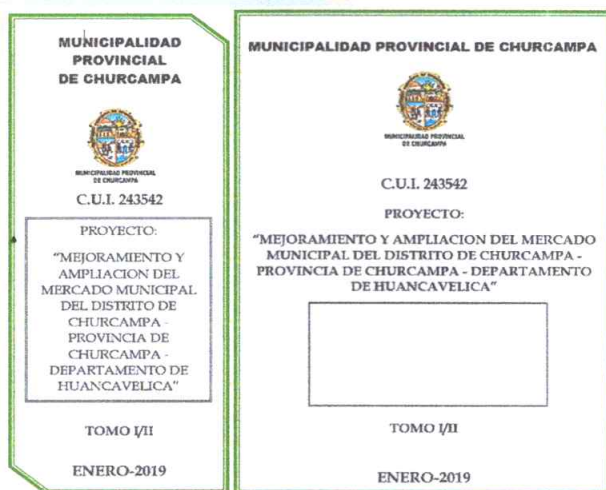 MUNICIPALIDAD
PROVINCIAL
DE CHURCAMPA
MUNICIPALIDAD PROVINCIAL
DE CHURCAMPA
C.U.I. 243542
PROYECTO:
“MEJORAMIENTO Y
AMPLIACION DEL
MERCADO MUNICIPAL
DEL DISTRITO DE
CHURCAMPA -
PROVINCIA DE
CHURCAMPA -
DEPARTAMENTO DE
HUANCAVELICA”
TOMO I/II
ENERO-2019
MUNICIPALIDAD PROVINCIAL DE CHURCAMPA
MUNICIPALIDAD PROVINCIAL
DE CHURCAMPA
C.U.I. 243542
PROYECTO:
“MEJORAMIENTO Y AMPLIACION DEL MERCADO
MUNICIPAL DEL DISTRITO DE CHURCAMPA -
PROVINCIA DE CHURCAMPA - DEPARTAMENTO
DE HUANCAVELICA”
TOMO I/II
ENERO-2019